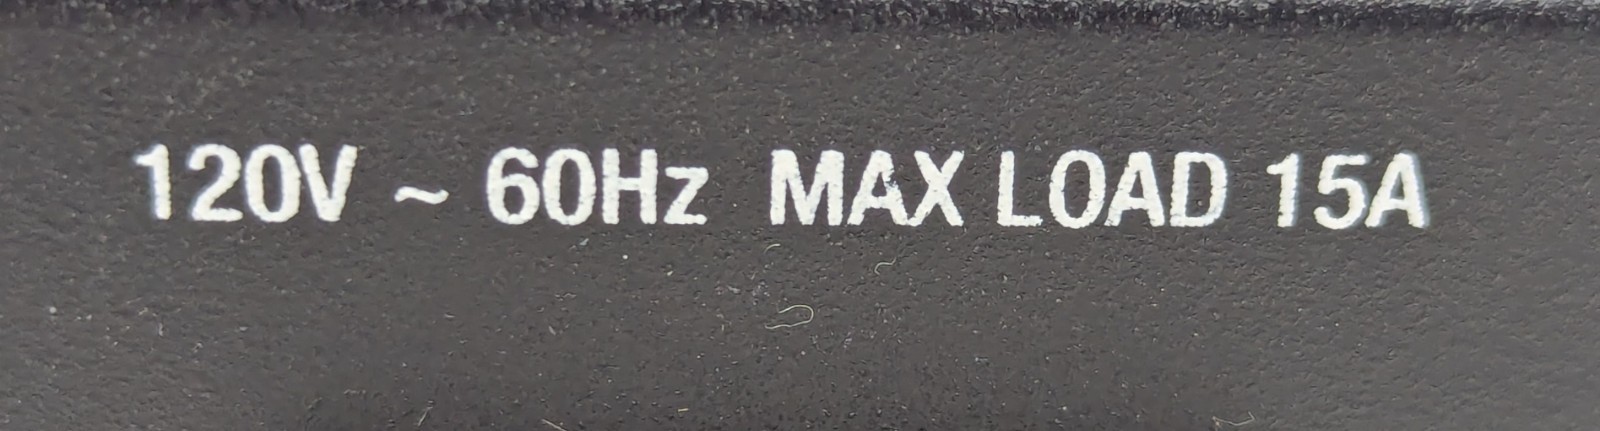 120V ~ 60Hz MAX LOAD 15A